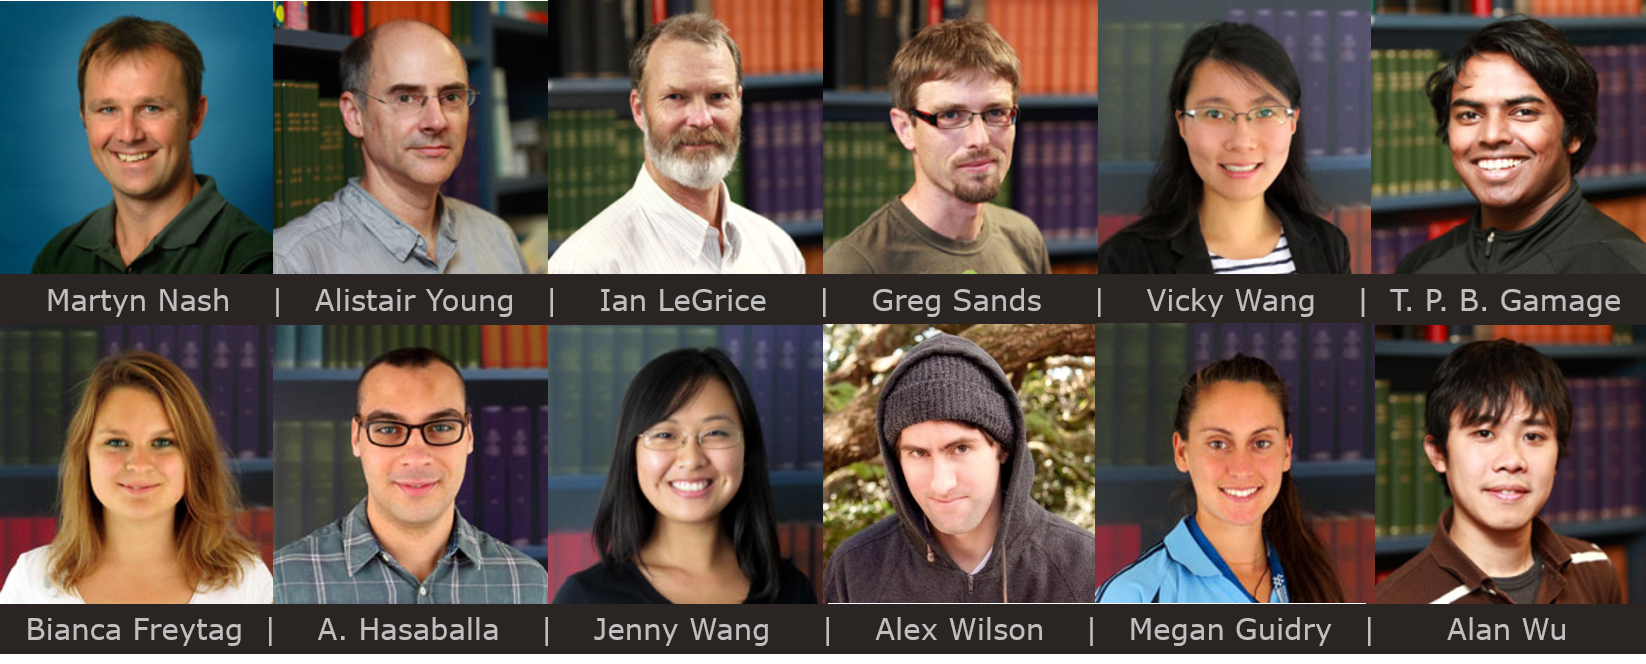 Martyn Nash | Alistair Young | Ian LeGrice | Greg Sands | Vicky Wang | T. P. B. Gamage
Bianca Freytag | A. Hasaballa | Jenny Wang | Alex Wilson | Megan Guidry | Alan Wu